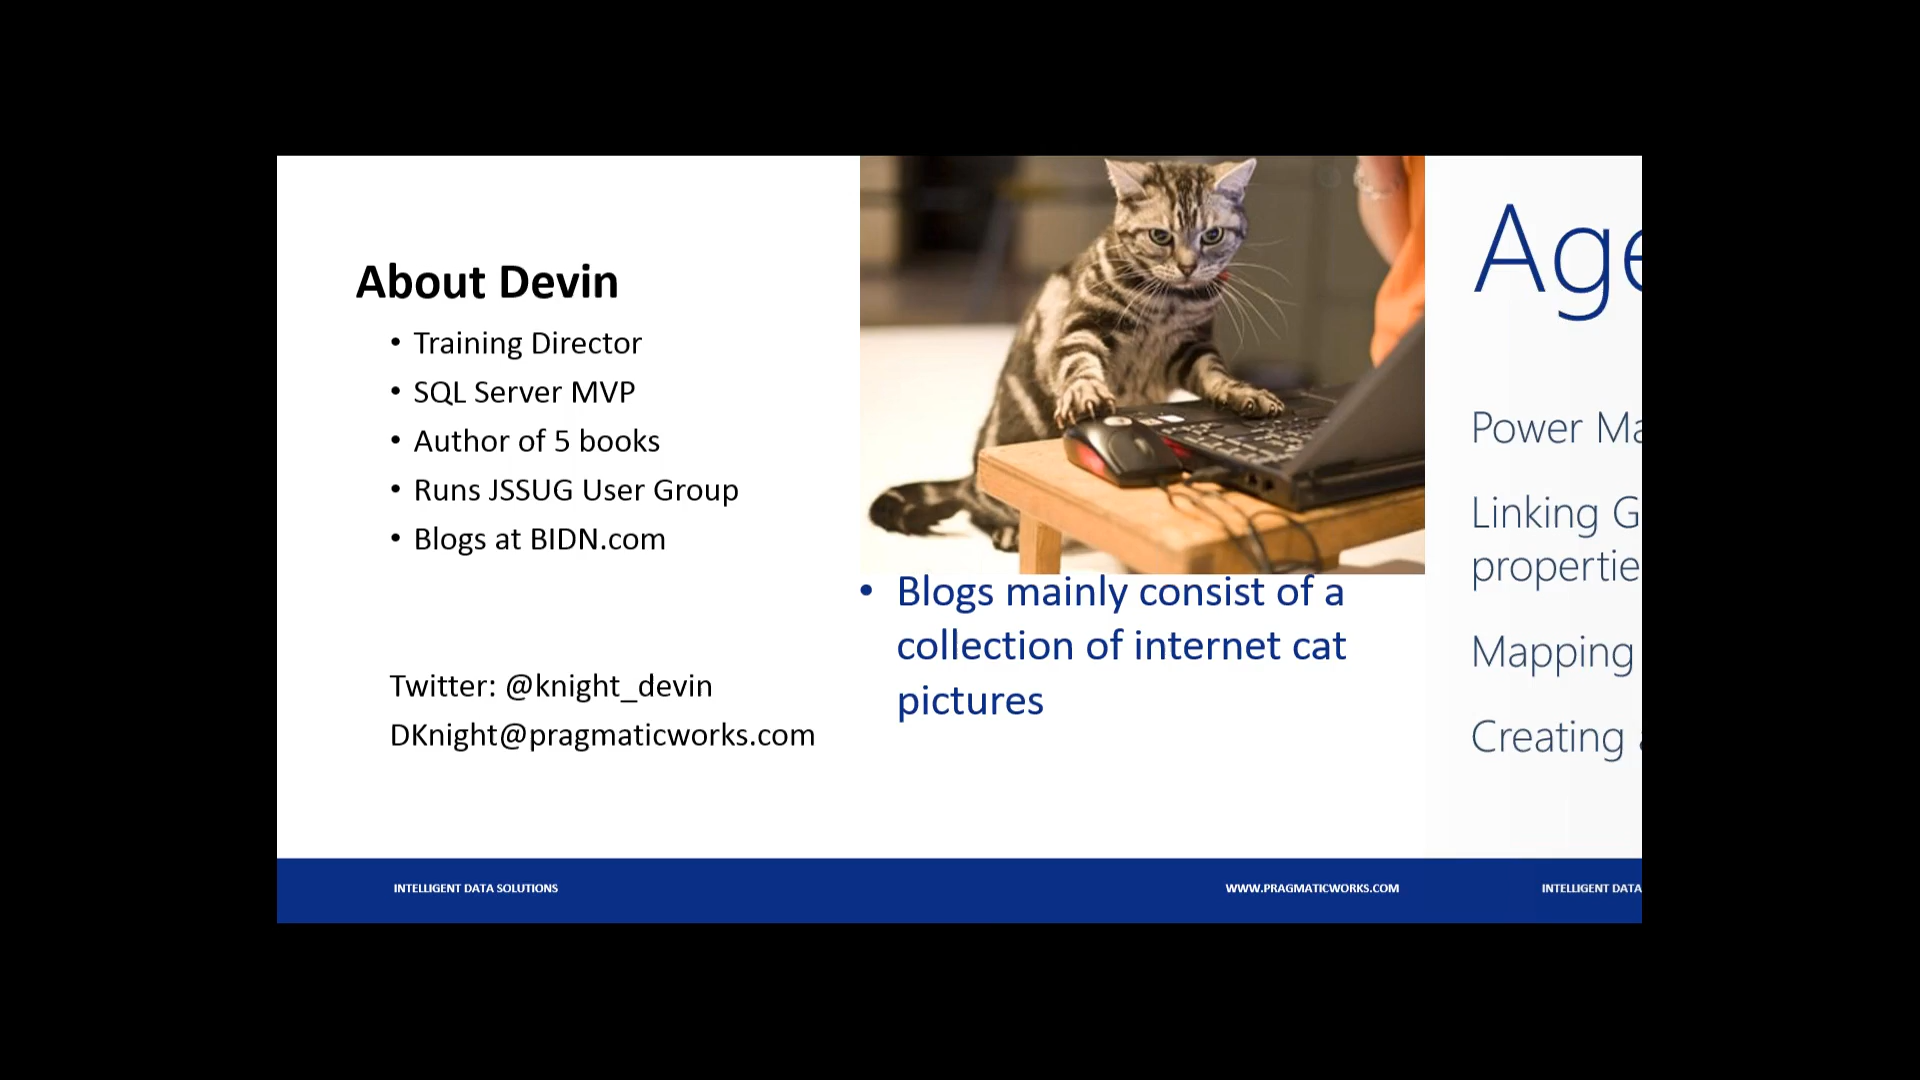 About Devin
• Training Director
• SQL Server MVP
• Author of 5 books
• Runs JSSUG User Group
• Blogs at BIDN.com
Twitter: @knight_devin
DKnight@pragmaticworks.com
• Blogs mainly consist of a
collection of internet cat
pictures
INTELLIGENT DATA SOLUTIONS
WWW.PRAGMATICWORKS.COM
Age
Power Ma
Linking G
propertie
Mapping
Creating
INTELLIGENT DATA